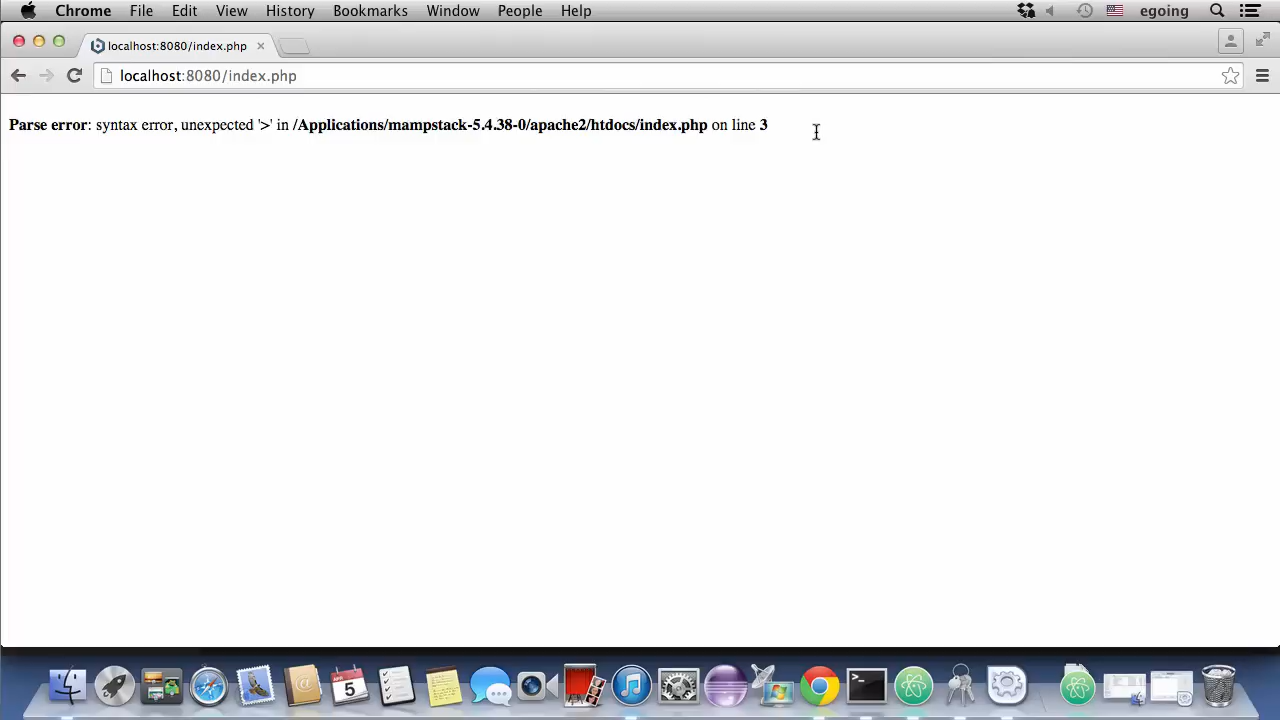 Chrome File Edit View History Bookmarks Window People Help egoing
localhost:8080/index.php
localhost:8080/index.php
Parse error: syntax error, unexpected '>' in /Applications/mampstack-5.4.38-0/apache2/htdocs/index.php on line 3
5